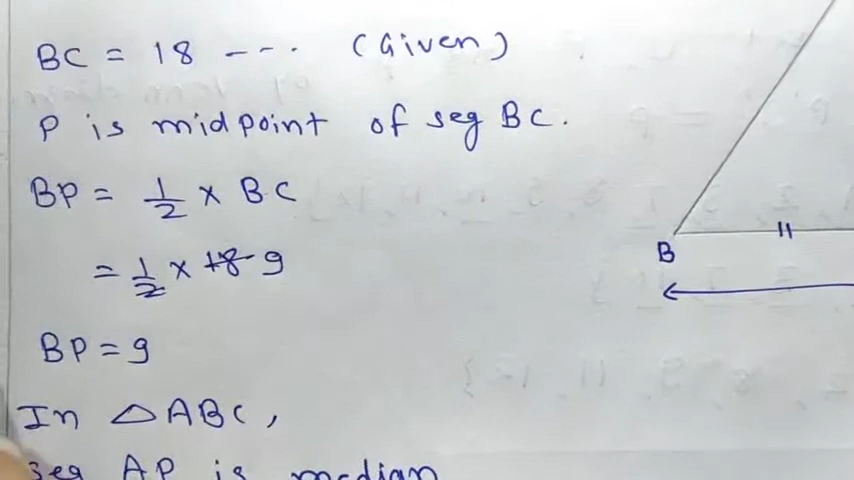 BC = 18 --- (Given)
P is midpoint of seg BC.
BP = 1/2 × BC
= 1/2 × 18 9
BP = 9
In △ABC,
seg AP is median
B